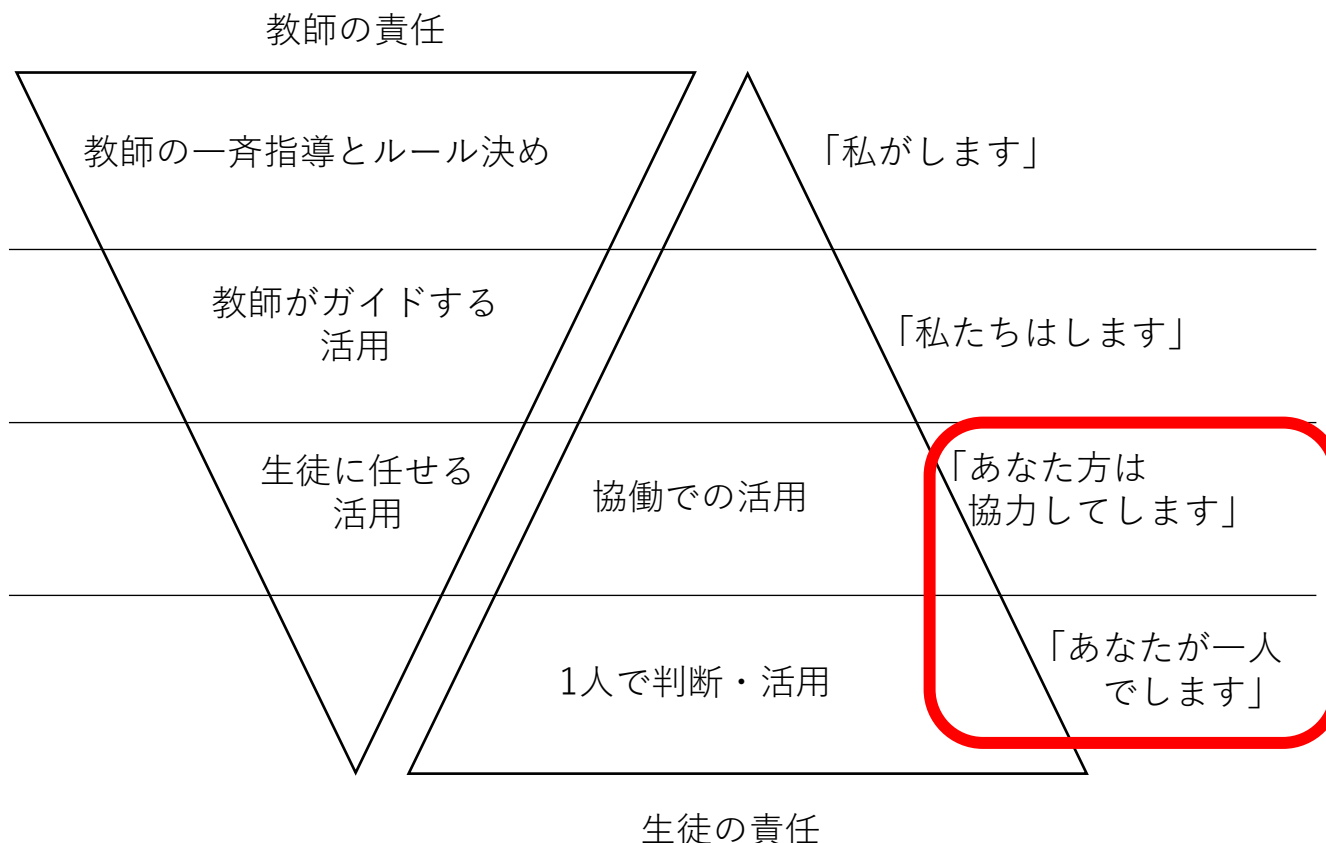 教師の責任
教師の一斉指導とルール決め
「私がします」
教師がガイドする
活用
「私たちはします」
生徒に任せる
活用
協働での活用
「あなた方は
協力してします」
1人で判断・活用
「あなたが一人
でします」
生徒の責任